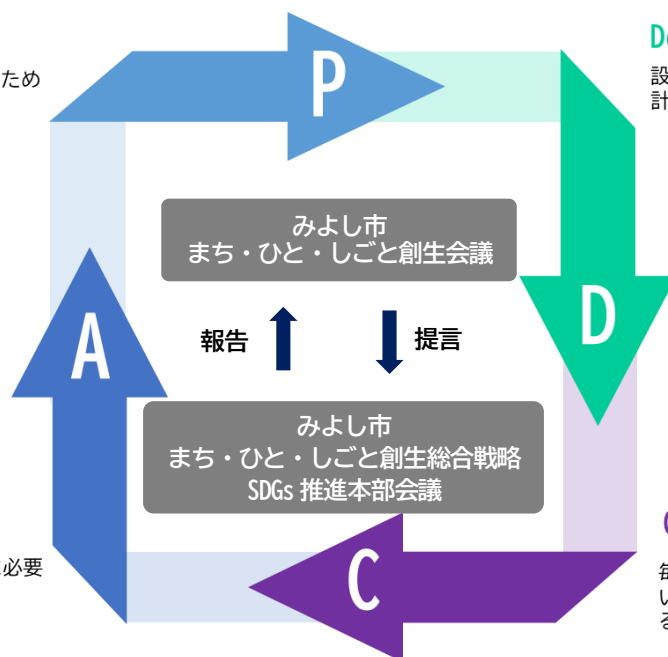 P
D
ため
設
計
みよし市
まち・ひと・しごと創生会議
A
報告
提言
D
みよし市
まち・ひと・しごと創生総合戦略
SDGs 推進本部会議
必要
C
い
る